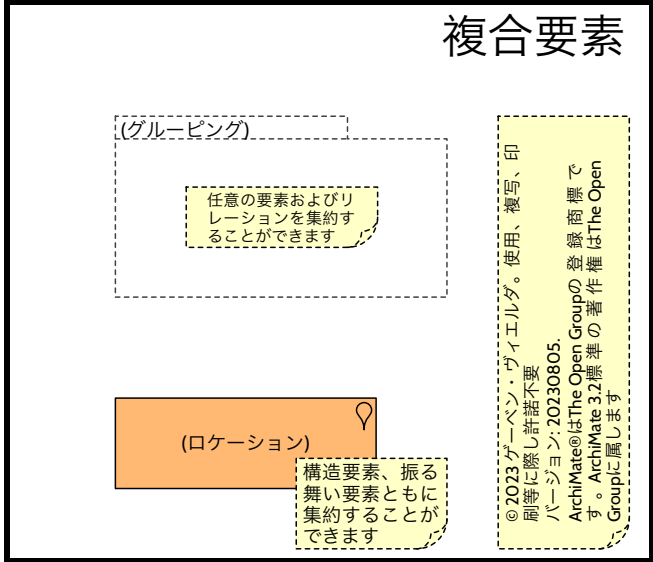 複合要素
(グルーピング)
任意の要素およびリ
レーションを集約す
ることができます
(ロケーション)
構造要素、振る
舞い要素ともに
集約することが
できます
© 2023 ゲーベン・ヴィエルダ。使用、複写、印
刷等に際し許諾不要
バージョン: 20230805.
ArchiMate®はThe Open Groupの 登 録 商 標 で
す 。ArchiMate 3.2標 準 の 著 作 権 はThe Open
Groupに属します